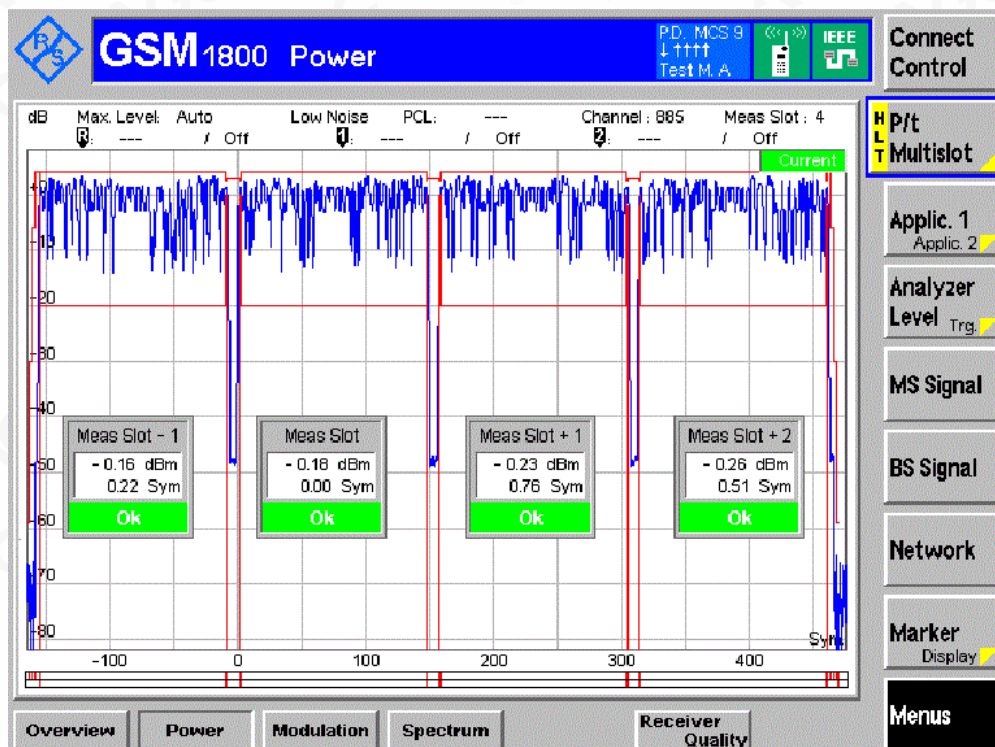 R/S
GSM 1800 Power
P.D. MCS 9
↓ ↑↑↑↑
Test M. A
IEEE
Connect
Control
dB Max. Level: Auto Low Noise PCL: --- Channel : 885 Meas Slot : 4
R : --- / Off 1 : --- / Off 2 : --- / Off
Current
H
L
T
P/t
Multislot
Applic. 1
Applic. 2
Analyzer
Level Trg.
MS Signal
BS Signal
Network
Marker
Display
Menus
+0
-10
-20
-30
-40
-50
-60
-70
-80
Meas Slot - 1
- 0.16 dBm
0.22 Sym
Ok
Meas Slot
- 0.18 dBm
0.00 Sym
Ok
Meas Slot + 1
- 0.23 dBm
0.76 Sym
Ok
Meas Slot + 2
- 0.26 dBm
0.51 Sym
Ok
Sym
-100 0 100 200 300 400
Overview Power Modulation Spectrum Receiver
Quality